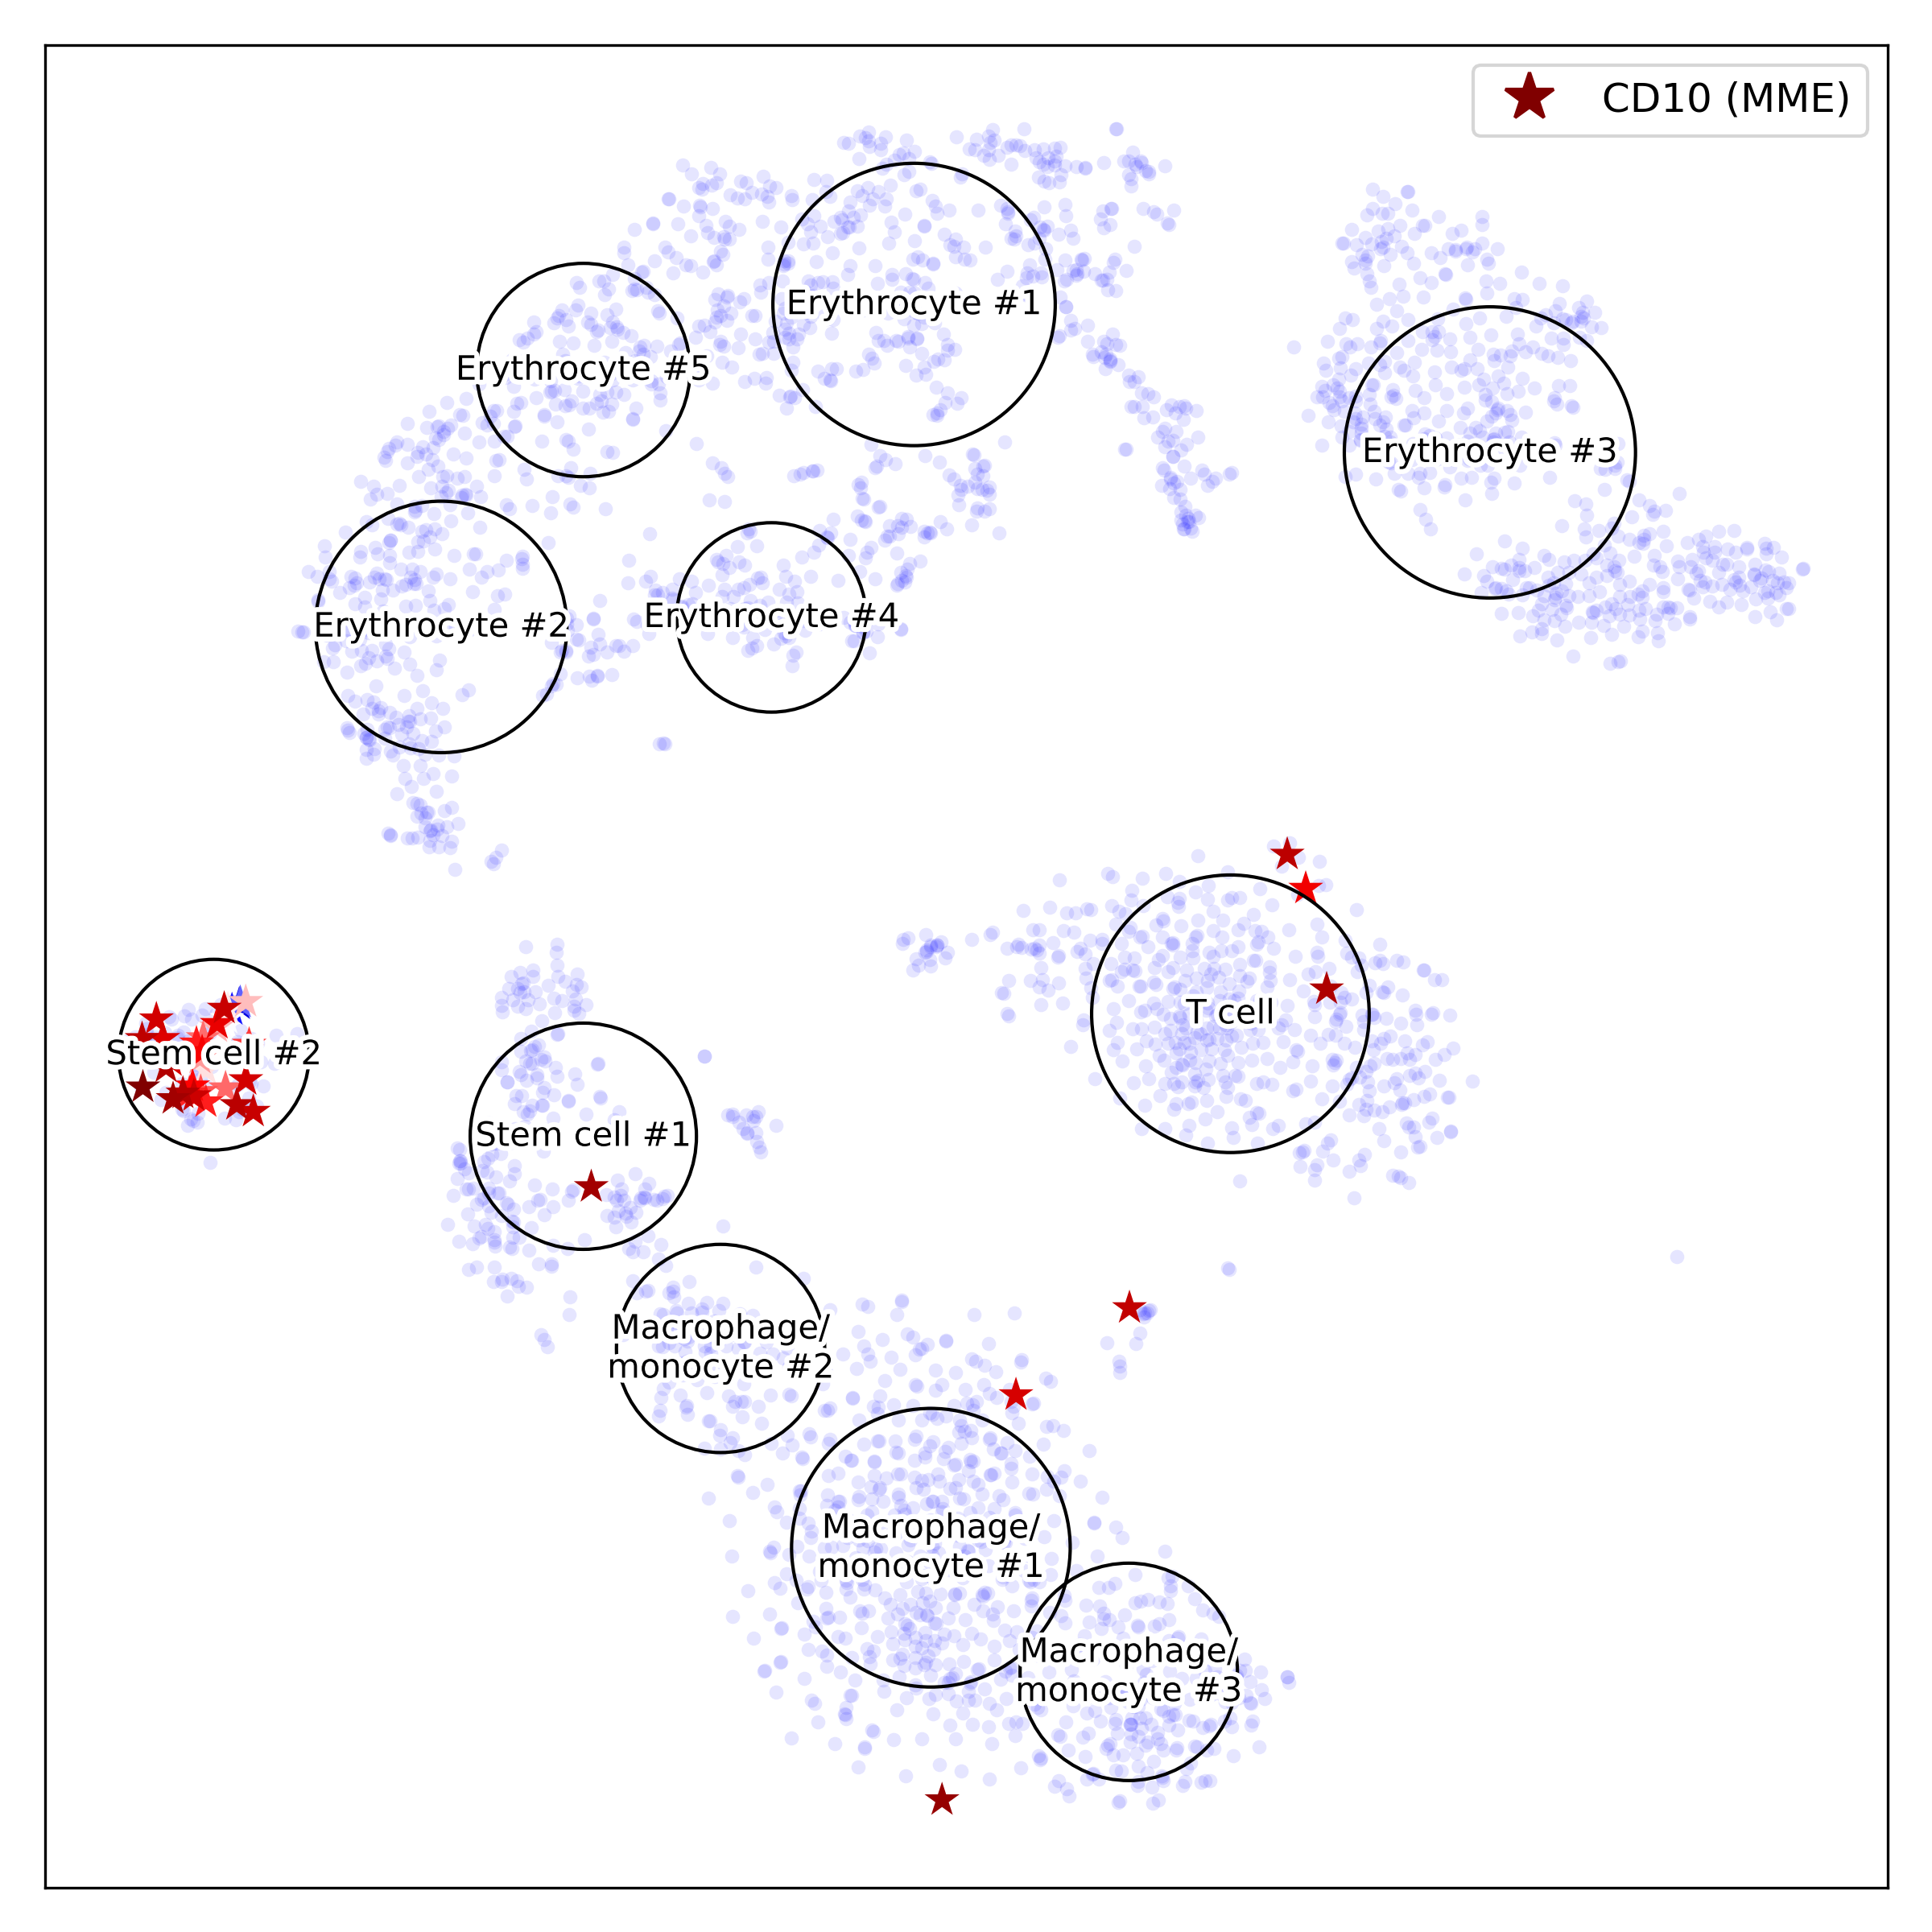 CD10 (MME)
Erythrocyte #1
Erythrocyte #5
Erythrocyte #3
Erythrocyte #4
Erythrocyte #2
T cell
Stem cell #2
Stem cell #1
Macrophage/
monocyte #2
Macrophage/
monocyte #1
Macrophage/
monocyte #3